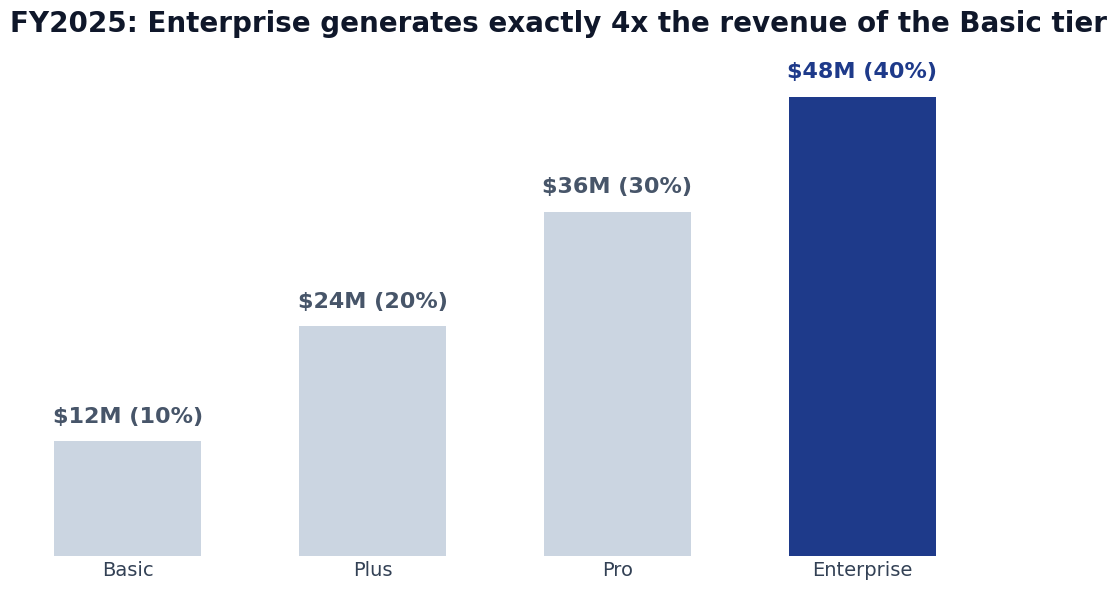 FY2025: Enterprise generates exactly 4x the revenue of the Basic tier
$48M (40%)
$36M (30%)
$24M (20%)
$12M (10%)
Basic
Plus
Pro
Enterprise